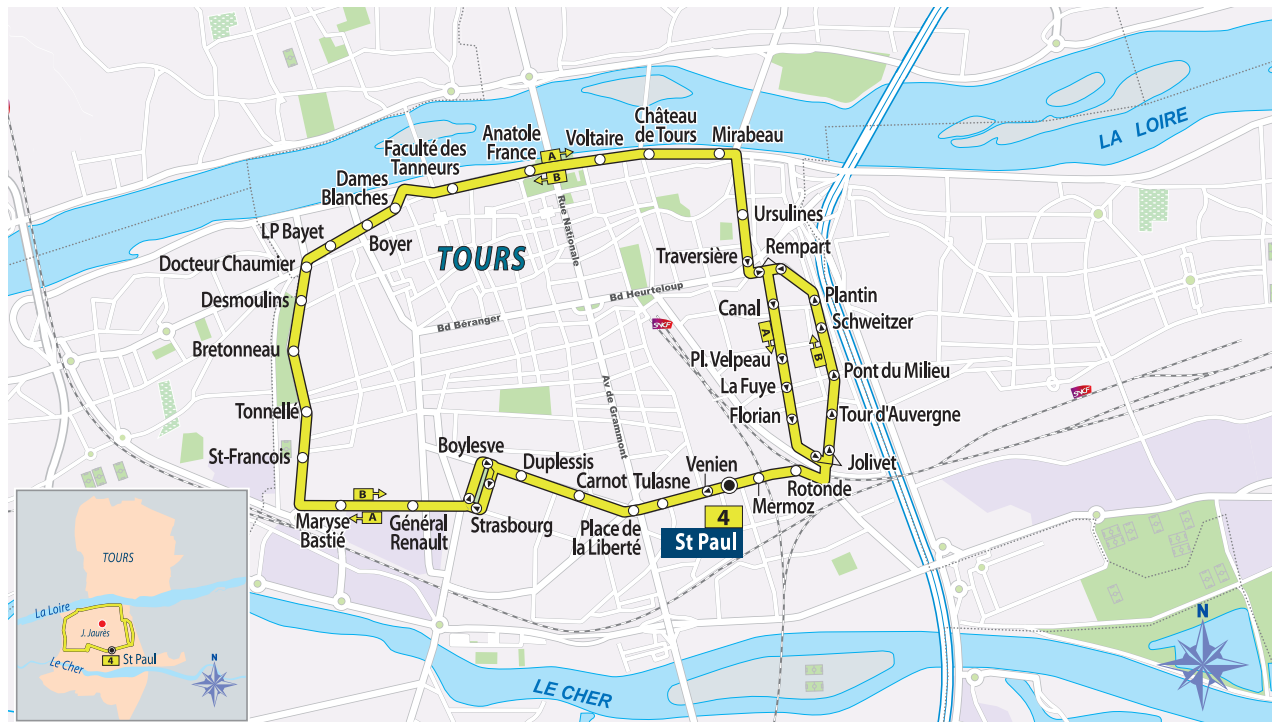 LA LOIRE
Château
de Tours
Mirabeau
Anatole
France
Voltaire
A
B
Faculté des
Tanneurs
Dames
Blanches
LP Bayet
Boyer
Docteur Chaumier
TOURS
Rue Nationale
Ursulines
Traversière
Rempart
Desmoulins
Bd Heurteloup
Bd Béranger
Canal
Plantin
Schweitzer
SNCF
A
B
Bretonneau
Pl. Velpeau
Pont du Milieu
La Fuye
SNCF
Av de Grammont
Tonnellé
Florian
Tour d'Auvergne
St-Francois
Boylesve
Duplessis
Carnot
Tulasne
Venien
Jolivet
Rotonde
Mermoz
B
A
Maryse
Bastié
Général
Renault
Strasbourg
Place de
la Liberté
4
St Paul
LE CHER
N
TOURS
La Loire
J. Jaurès
4
St Paul
Le Cher
N